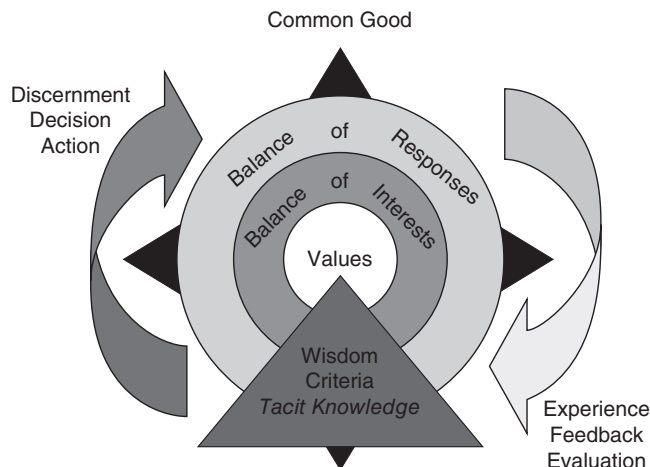 Common Good
Discernment
Decision
Action
Balance of Responses
Balance of Interests
Values
Wisdom
Criteria
Tacit Knowledge
Experience
Feedback
Evaluation